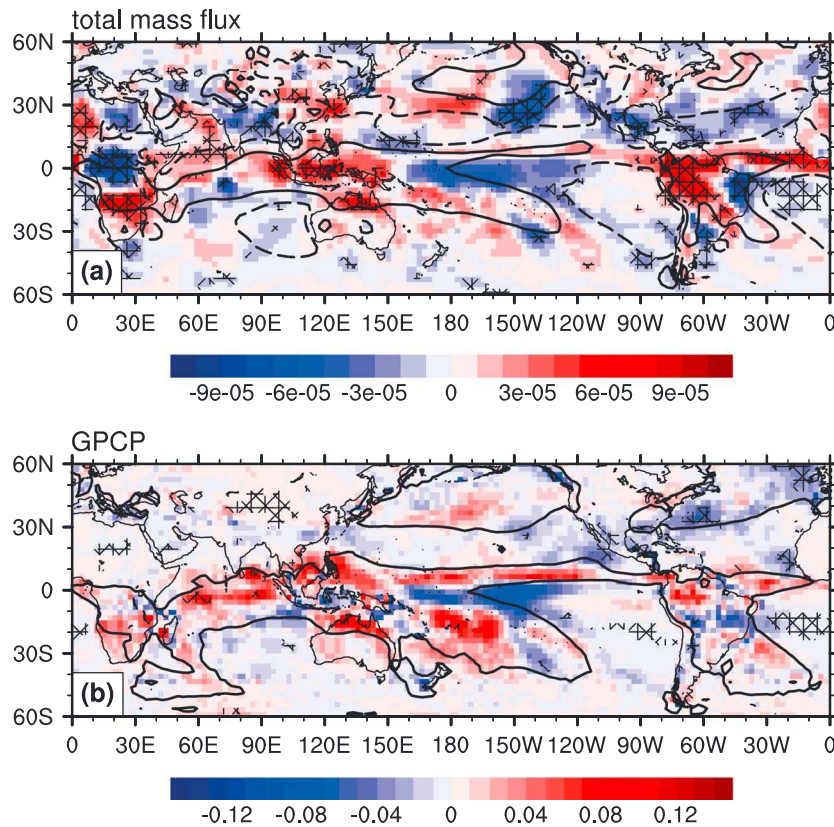 total mass flux
60N
30N
0
30S
60S
(a)
0 30E 60E 90E 120E 150E 180 150W 120W 90W 60W 30W 0
-9e-05 -6e-05 -3e-05 0 3e-05 6e-05 9e-05
GPCP
60N
30N
0
30S
60S
(b)
0 30E 60E 90E 120E 150E 180 150W 120W 90W 60W 30W 0
-0.12 -0.08 -0.04 0 0.04 0.08 0.12